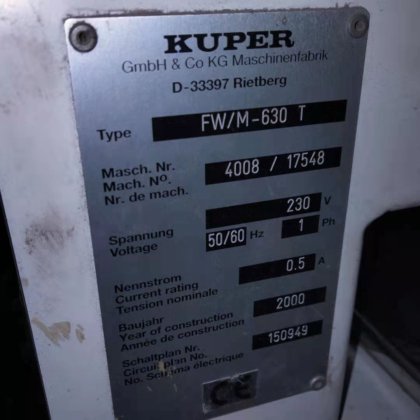 KUPER
GmbH & Co KG Maschinenfabrik
D-33397 Rietberg
Type FW/M-630 T
Masch. Nr.
Mach. Nº. 4008 / 17548
Nr. de mach.
230 V
Spannung
Voltage 50/60 Hz 1 Ph
Nennstrom
Current rating 0.5 A
Tension nominale
Baujahr
Year of construction 2000
Année de construction
Schaltplan Nr.
Circuit plan No. 150949
No. Schéma électrique
CE